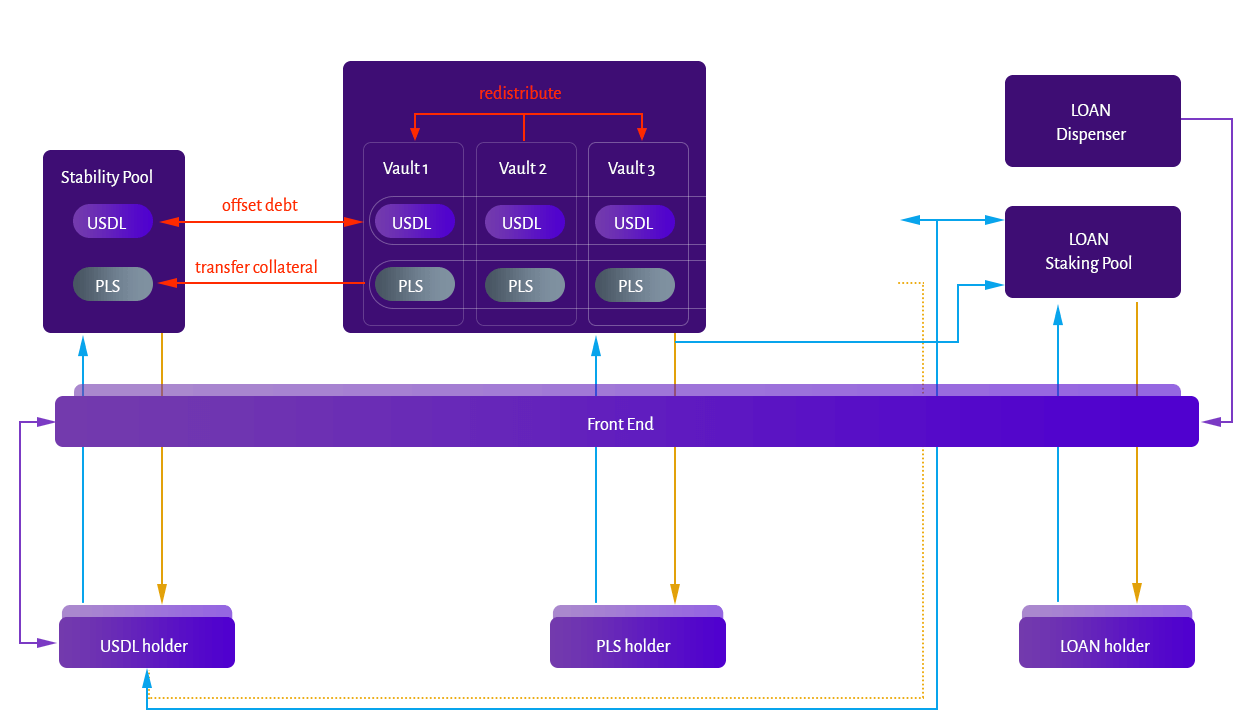 redistribute
LOAN
Dispenser
Stability Pool
Vault 1
Vault 2
Vault 3
offset debt
USDL
USDL
USDL
USDL
LOAN
Staking Pool
transfer collateral
PLS
PLS
PLS
PLS
Front End
USDL holder
PLS holder
LOAN holder